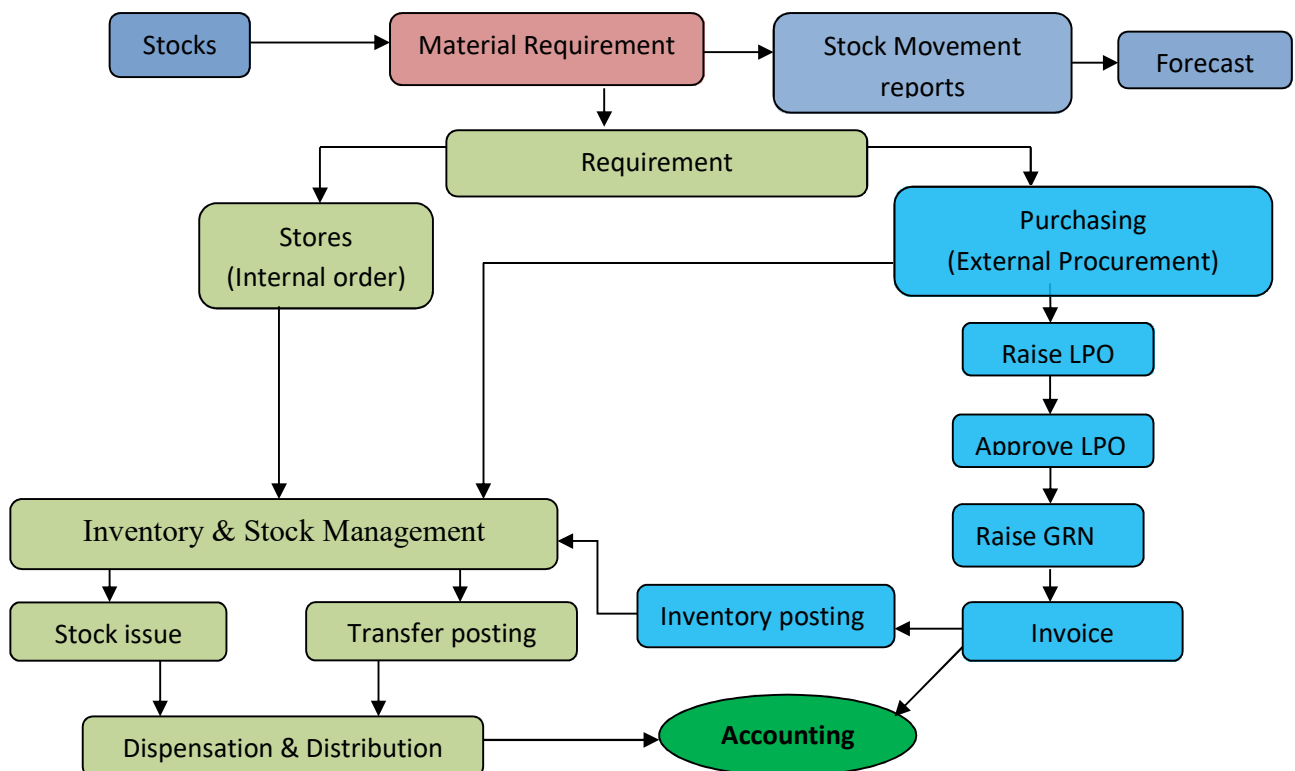 Stocks
Material Requirement
Stock Movement
reports
Forecast
Requirement
Stores
(Internal order)
Purchasing
(External Procurement)
Raise LPO
Approve LPO
Raise GRN
Inventory & Stock Management
Stock issue
Transfer posting
Inventory posting
Invoice
Dispensation & Distribution
Accounting